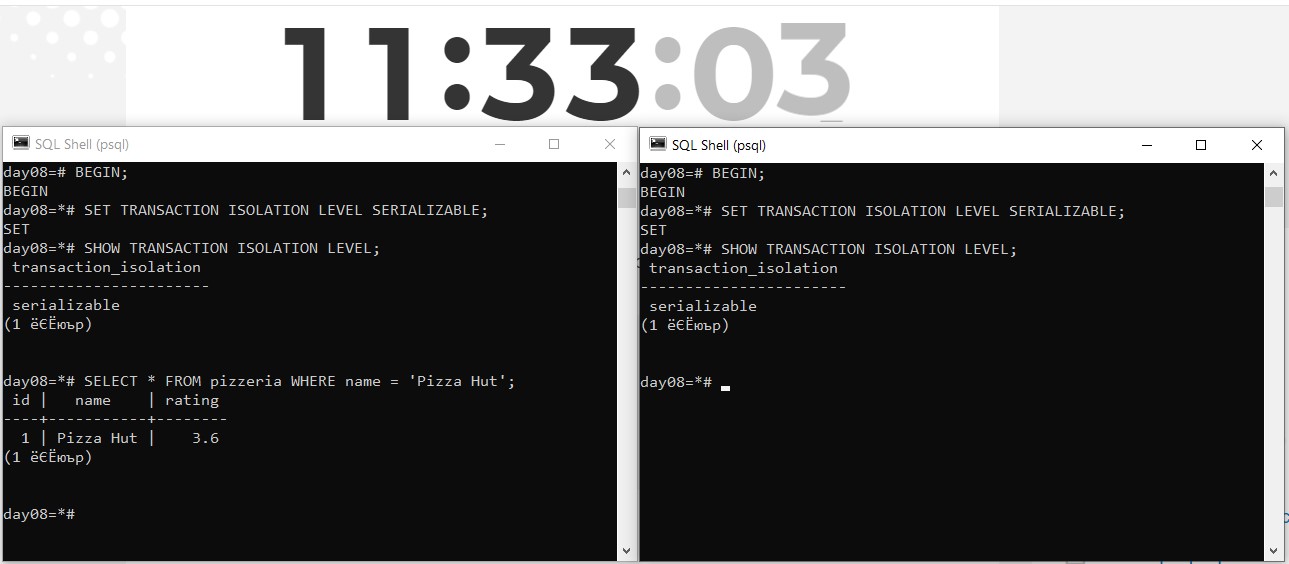 11:33:03
SQL Shell (psql)
day08=# BEGIN;
BEGIN
day08=*# SET TRANSACTION ISOLATION LEVEL SERIALIZABLE;
SET
day08=*# SHOW TRANSACTION ISOLATION LEVEL;
transaction_isolation
-----------------------
serializable
(1 ёЄЁюър)
day08=*# SELECT * FROM pizzeria WHERE name = 'Pizza Hut';
id | name | rating
----+-----------+--------
1 | Pizza Hut | 3.6
(1 ёЄЁюър)
day08=*#
SQL Shell (psql)
day08=# BEGIN;
BEGIN
day08=*# SET TRANSACTION ISOLATION LEVEL SERIALIZABLE;
SET
day08=*# SHOW TRANSACTION ISOLATION LEVEL;
transaction_isolation
-----------------------
serializable
(1 ёЄЁюър)
day08=*#